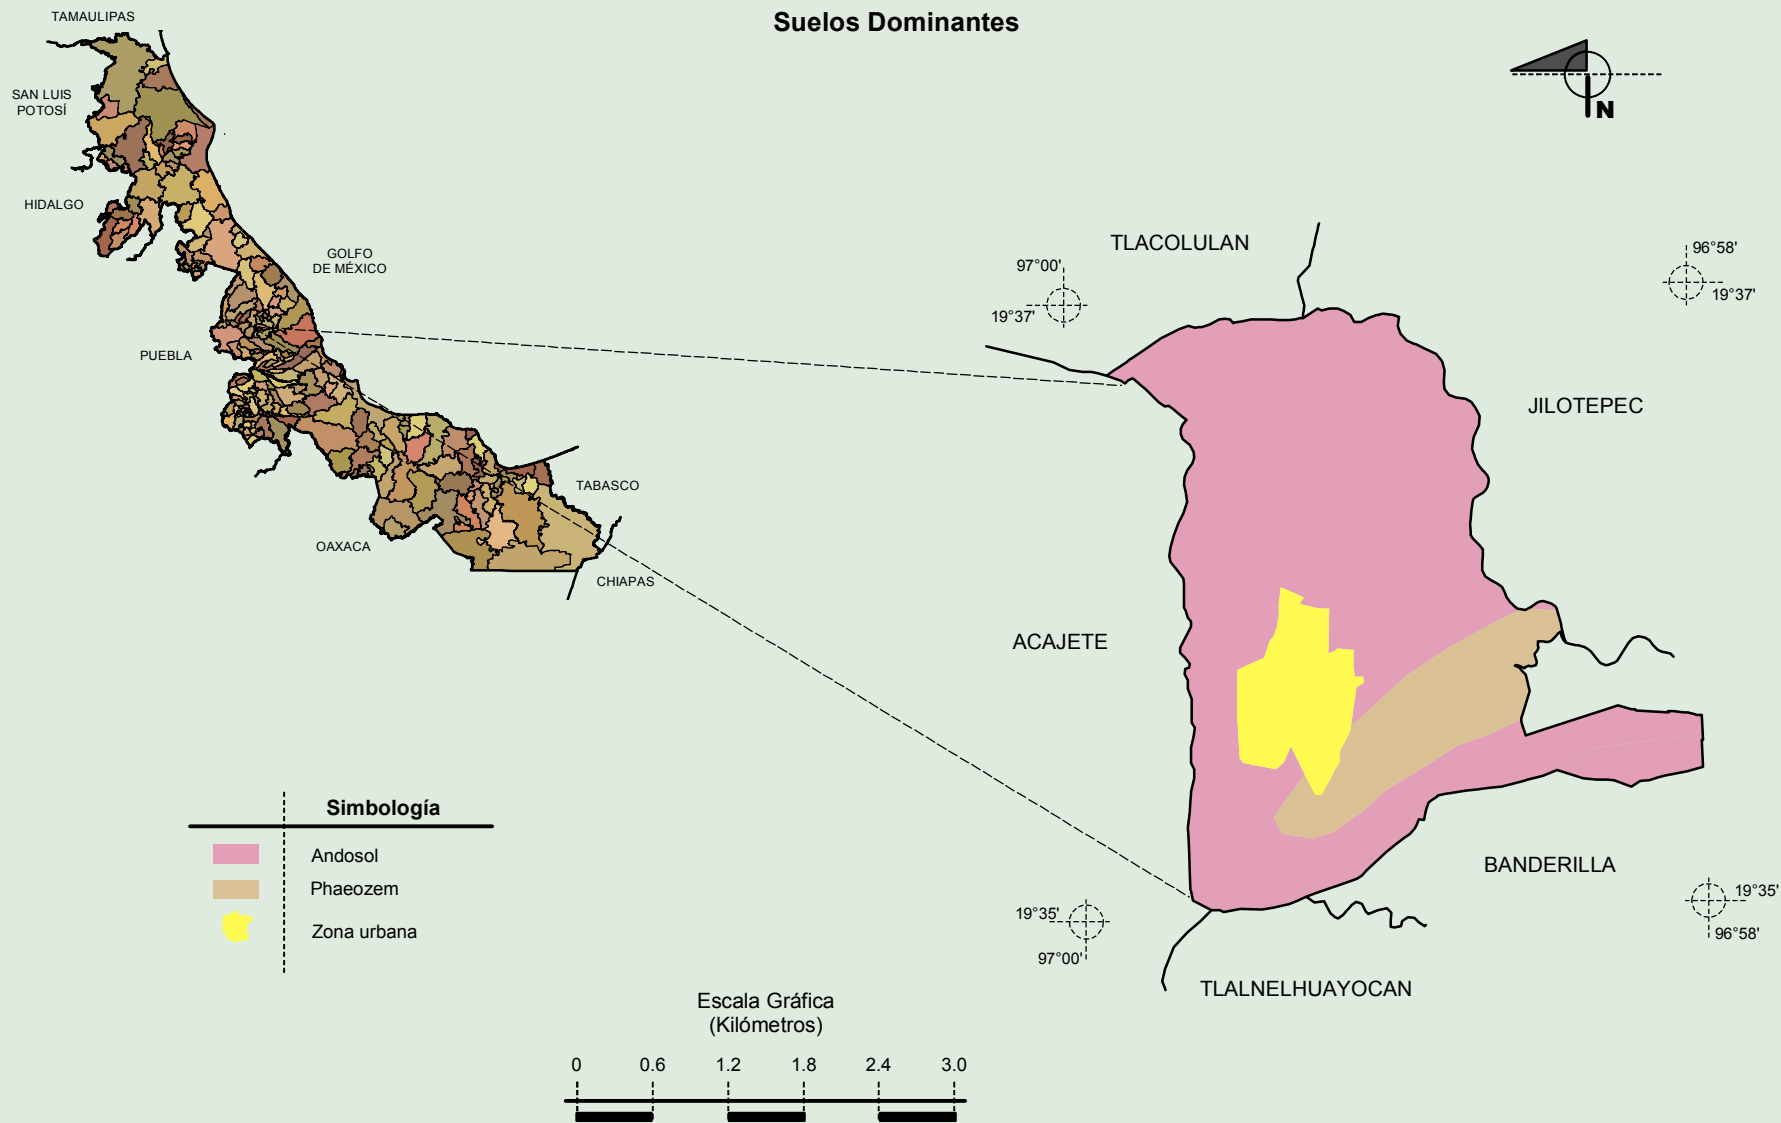 Suelos Dominantes
TAMAULIPAS
SAN LUIS
POTOSÍ
HIDALGO
GOLFO
DE MÉXICO
PUEBLA
TABASCO
OAXACA
CHIAPAS
N
TLACOLULAN
97°00'
19°37'
96°58'
19°37'
JILOTEPEC
ACAJETE
BANDERILLA
19°35'
97°00'
19°35'
96°58'
TLALNELHUAYOCAN
Simbología
Andosol
Phaeozem
Zona urbana
Escala Gráfica
(Kilómetros)
0 0.6 1.2 1.8 2.4 3.0